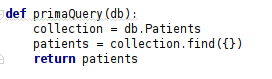 def primaQuery(db):
    collection = db.Patients
    patients = collection.find({})
    return patients